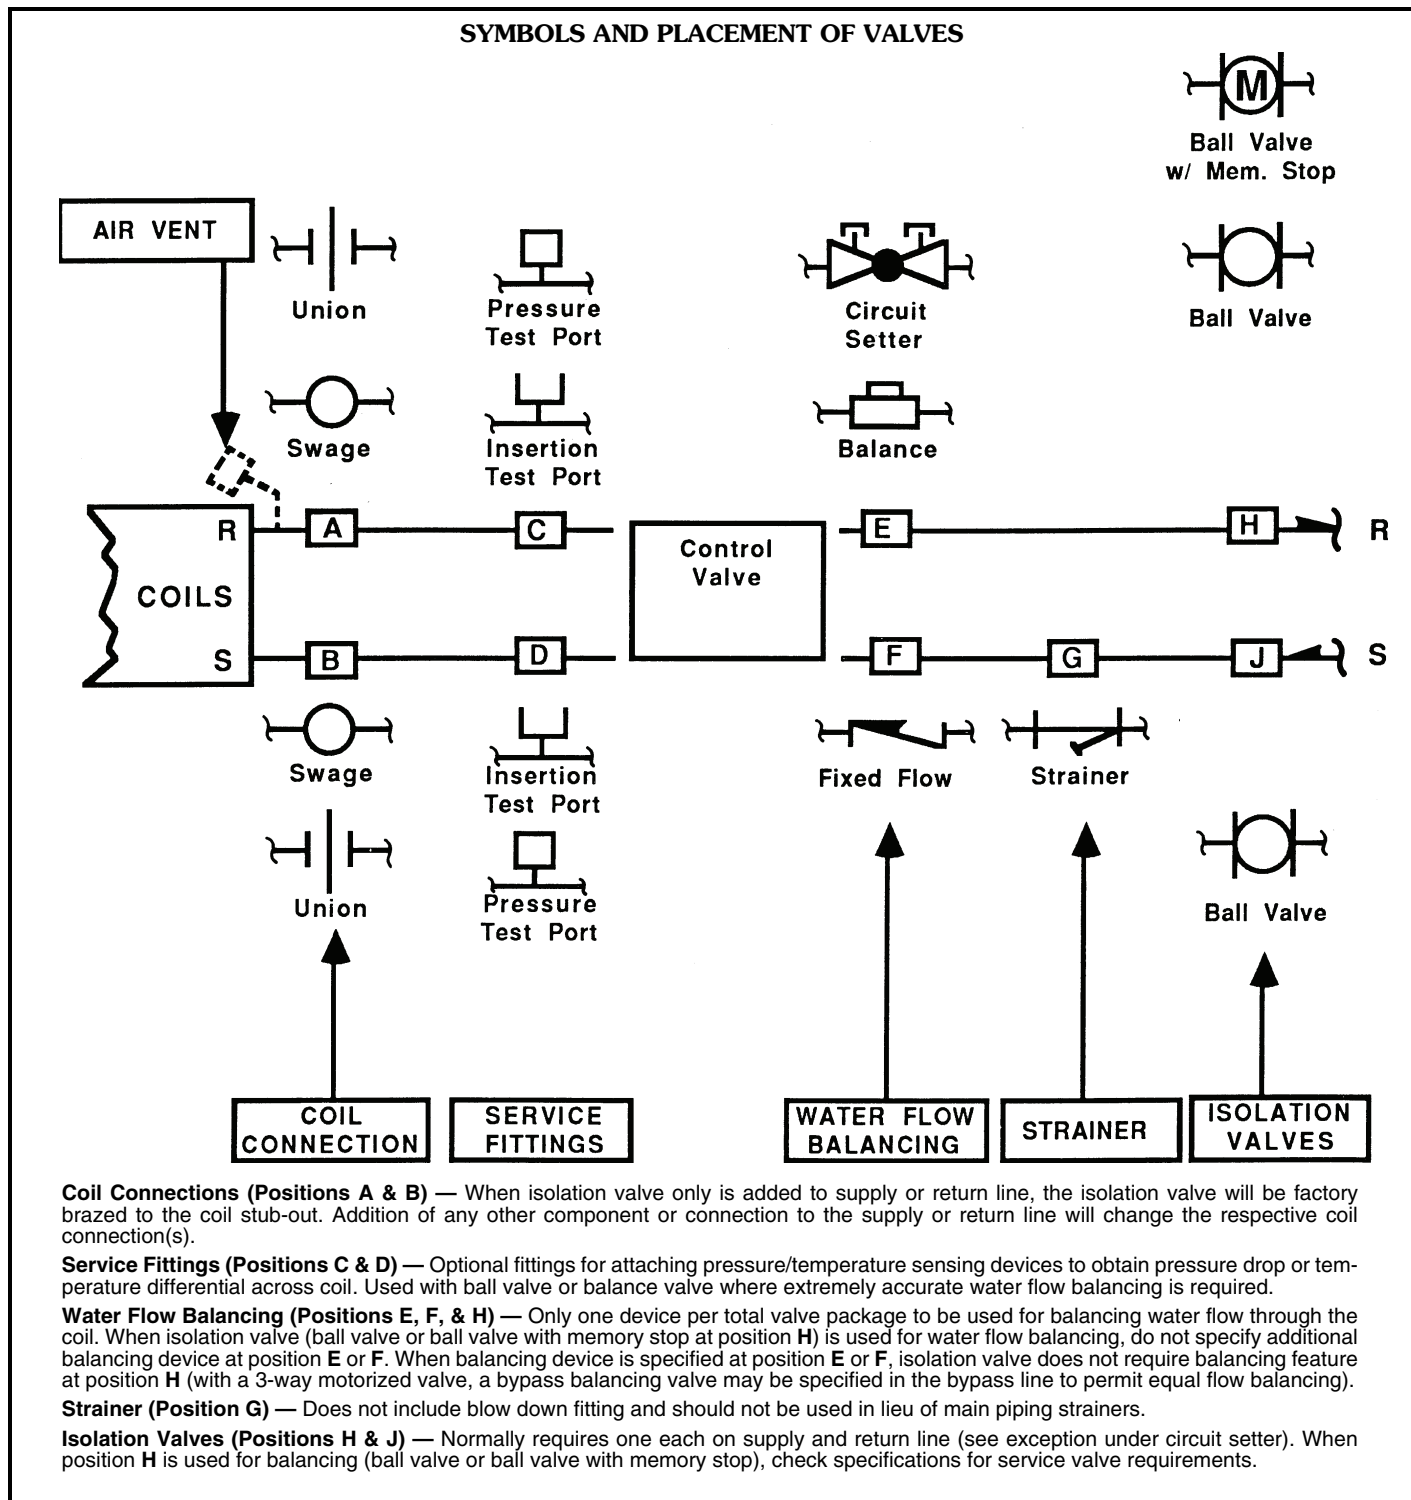 SYMBOLS AND PLACEMENT OF VALVES
M
Ball Valve
w/ Mem. Stop
AIR VENT
Union
Pressure
Test Port
Circuit
Setter
Ball Valve
Swage
Insertion
Test Port
Balance
R
A
C
Control
Valve
E
H
R
COILS
S
B
D
F
G
J
S
Swage
Insertion
Test Port
Fixed Flow
Strainer
Union
Pressure
Test Port
Ball Valve
COIL
CONNECTION
SERVICE
FITTINGS
WATER FLOW
BALANCING
STRAINER
ISOLATION
VALVES
Coil Connections (Positions A & B) — When isolation valve only is added to supply or return line, the isolation valve will be factory
brazed to the coil stub-out. Addition of any other component or connection to the supply or return line will change the respective coil
connection(s).
Service Fittings (Positions C & D) — Optional fittings for attaching pressure/temperature sensing devices to obtain pressure drop or tem-
perature differential across coil. Used with ball valve or balance valve where extremely accurate water flow balancing is required.
Water Flow Balancing (Positions E, F, & H) — Only one device per total valve package to be used for balancing water flow through the
coil. When isolation valve (ball valve or ball valve with memory stop at position H) is used for water flow balancing, do not specify additional
balancing device at position E or F. When balancing device is specified at position E or F, isolation valve does not require balancing feature
at position H (with a 3-way motorized valve, a bypass balancing valve may be specified in the bypass line to permit equal flow balancing).
Strainer (Position G) — Does not include blow down fitting and should not be used in lieu of main piping strainers.
Isolation Valves (Positions H & J) — Normally requires one each on supply and return line (see exception under circuit setter). When
position H is used for balancing (ball valve or ball valve with memory stop), check specifications for service valve requirements.